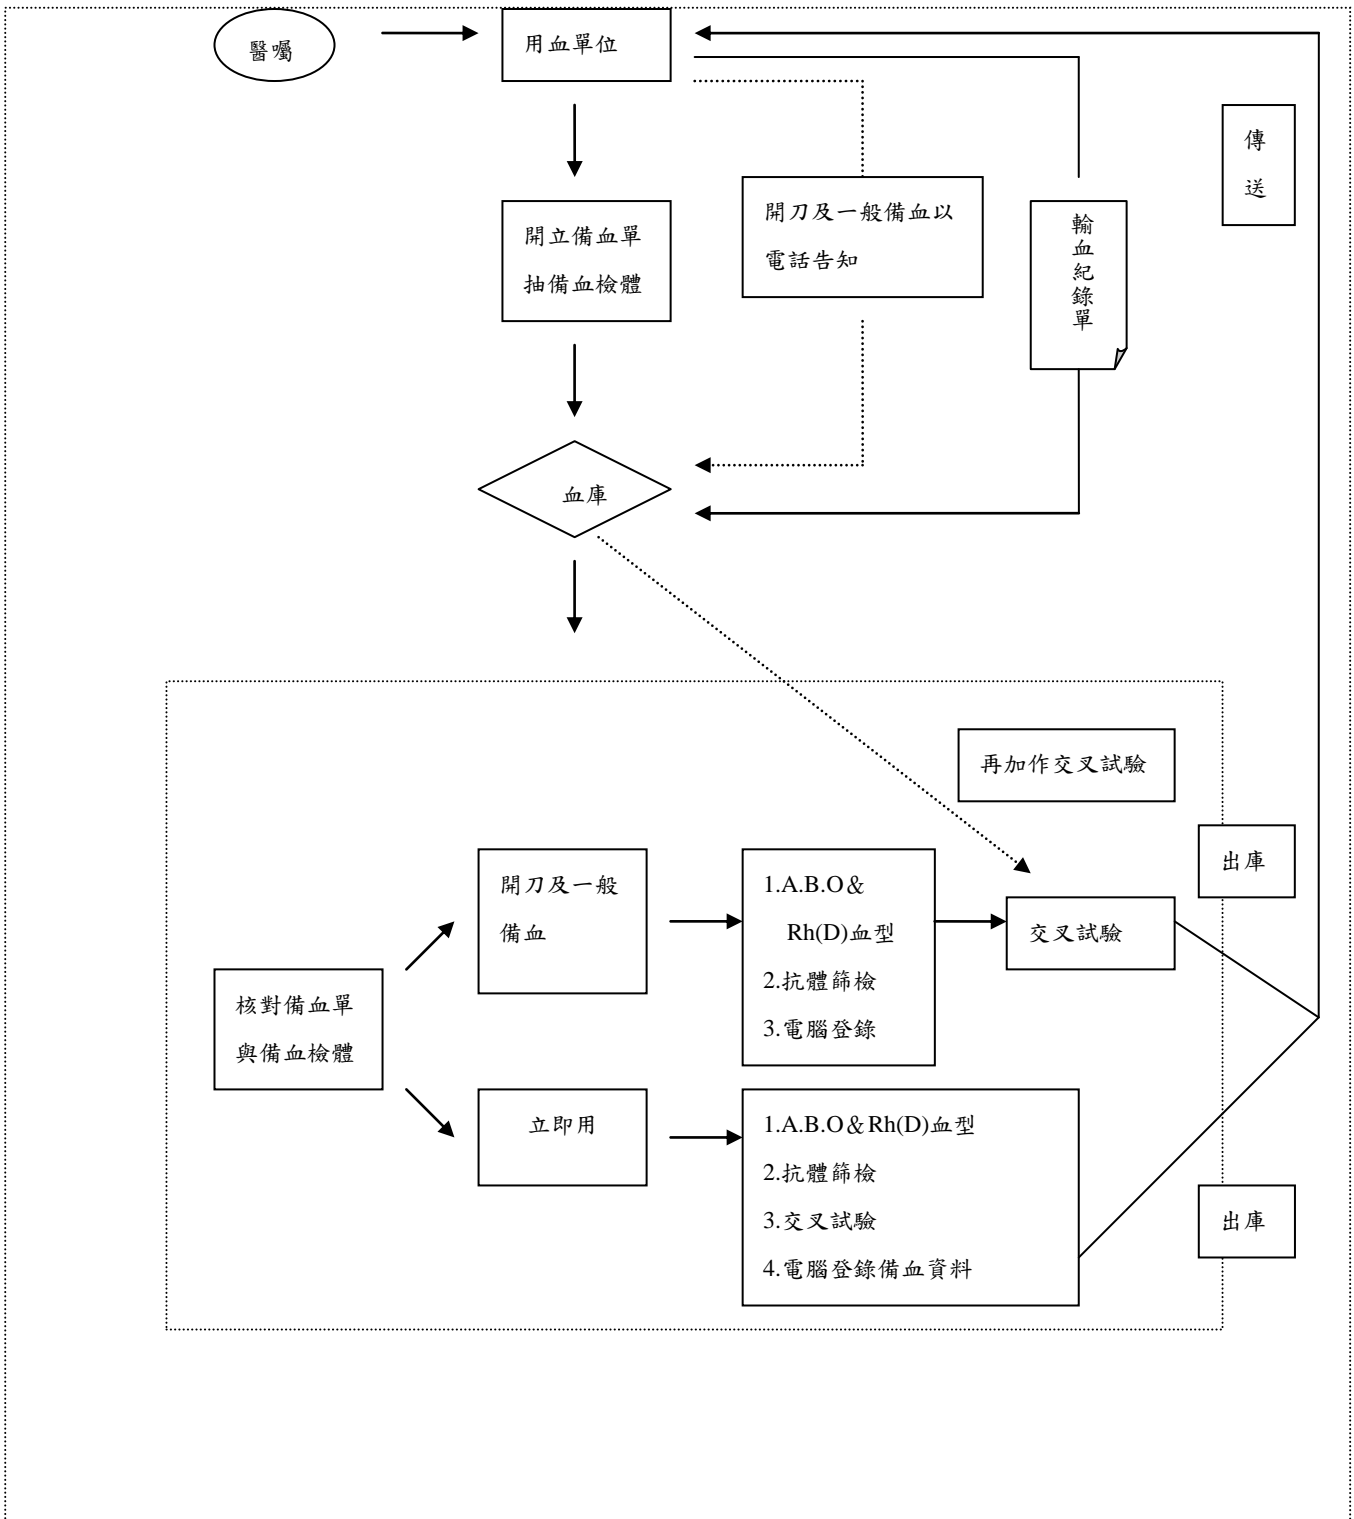 醫囑
用血單位
傳
送
開立備血單
抽備血檢體
開刀及一般備血以
電話告知
輸血紀錄單
血庫
再加作交叉試驗
出庫
開刀及一般
備血
1.A.B.O&
Rh(D)血型
2.抗體篩檢
3.電腦登錄
交叉試驗
核對備血單
與備血檢體
立即用
1.A.B.O&Rh(D)血型
2.抗體篩檢
3.交叉試驗
4.電腦登錄備血資料
出庫